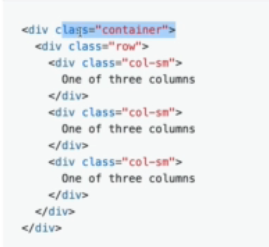 <div class="container">
<div class="row">
<div class="col-sm">
One of three columns
</div>
<div class="col-sm">
One of three columns
</div>
<div class="col-sm">
One of three columns
</div>
</div>
</div>